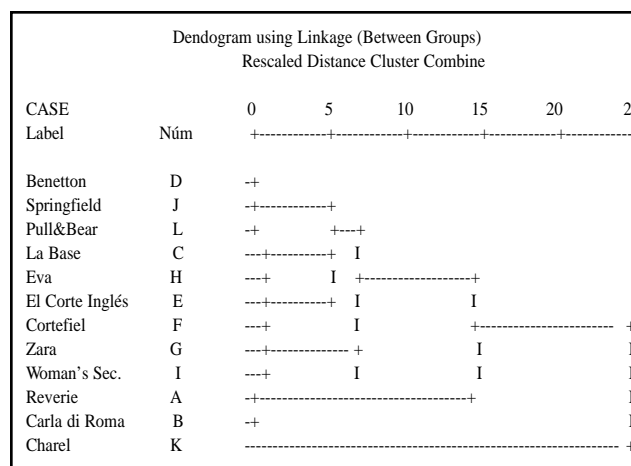 Dendogram using Linkage (Between Groups)
Rescaled Distance Cluster Combine
CASE 0 5 10 15 20
Label Núm +------------+------------+------------+------------+------------
Benetton D -+
Springfield J -+------------+
Pull&Bear L -+ +---+
La Base C ---+----------+ I
Eva H ---+ I +-------------------+
El Corte Inglés E ---+----------+ I I
Cortefiel F ---+ I +----------------------- +
Zara G ---+-------------- + I I
Woman's Sec. I ---+ I I I
Reverie A -+--------------------------------------+ I
Carla di Roma B -+ I
Charel K ---------------------------------------------------------------- +